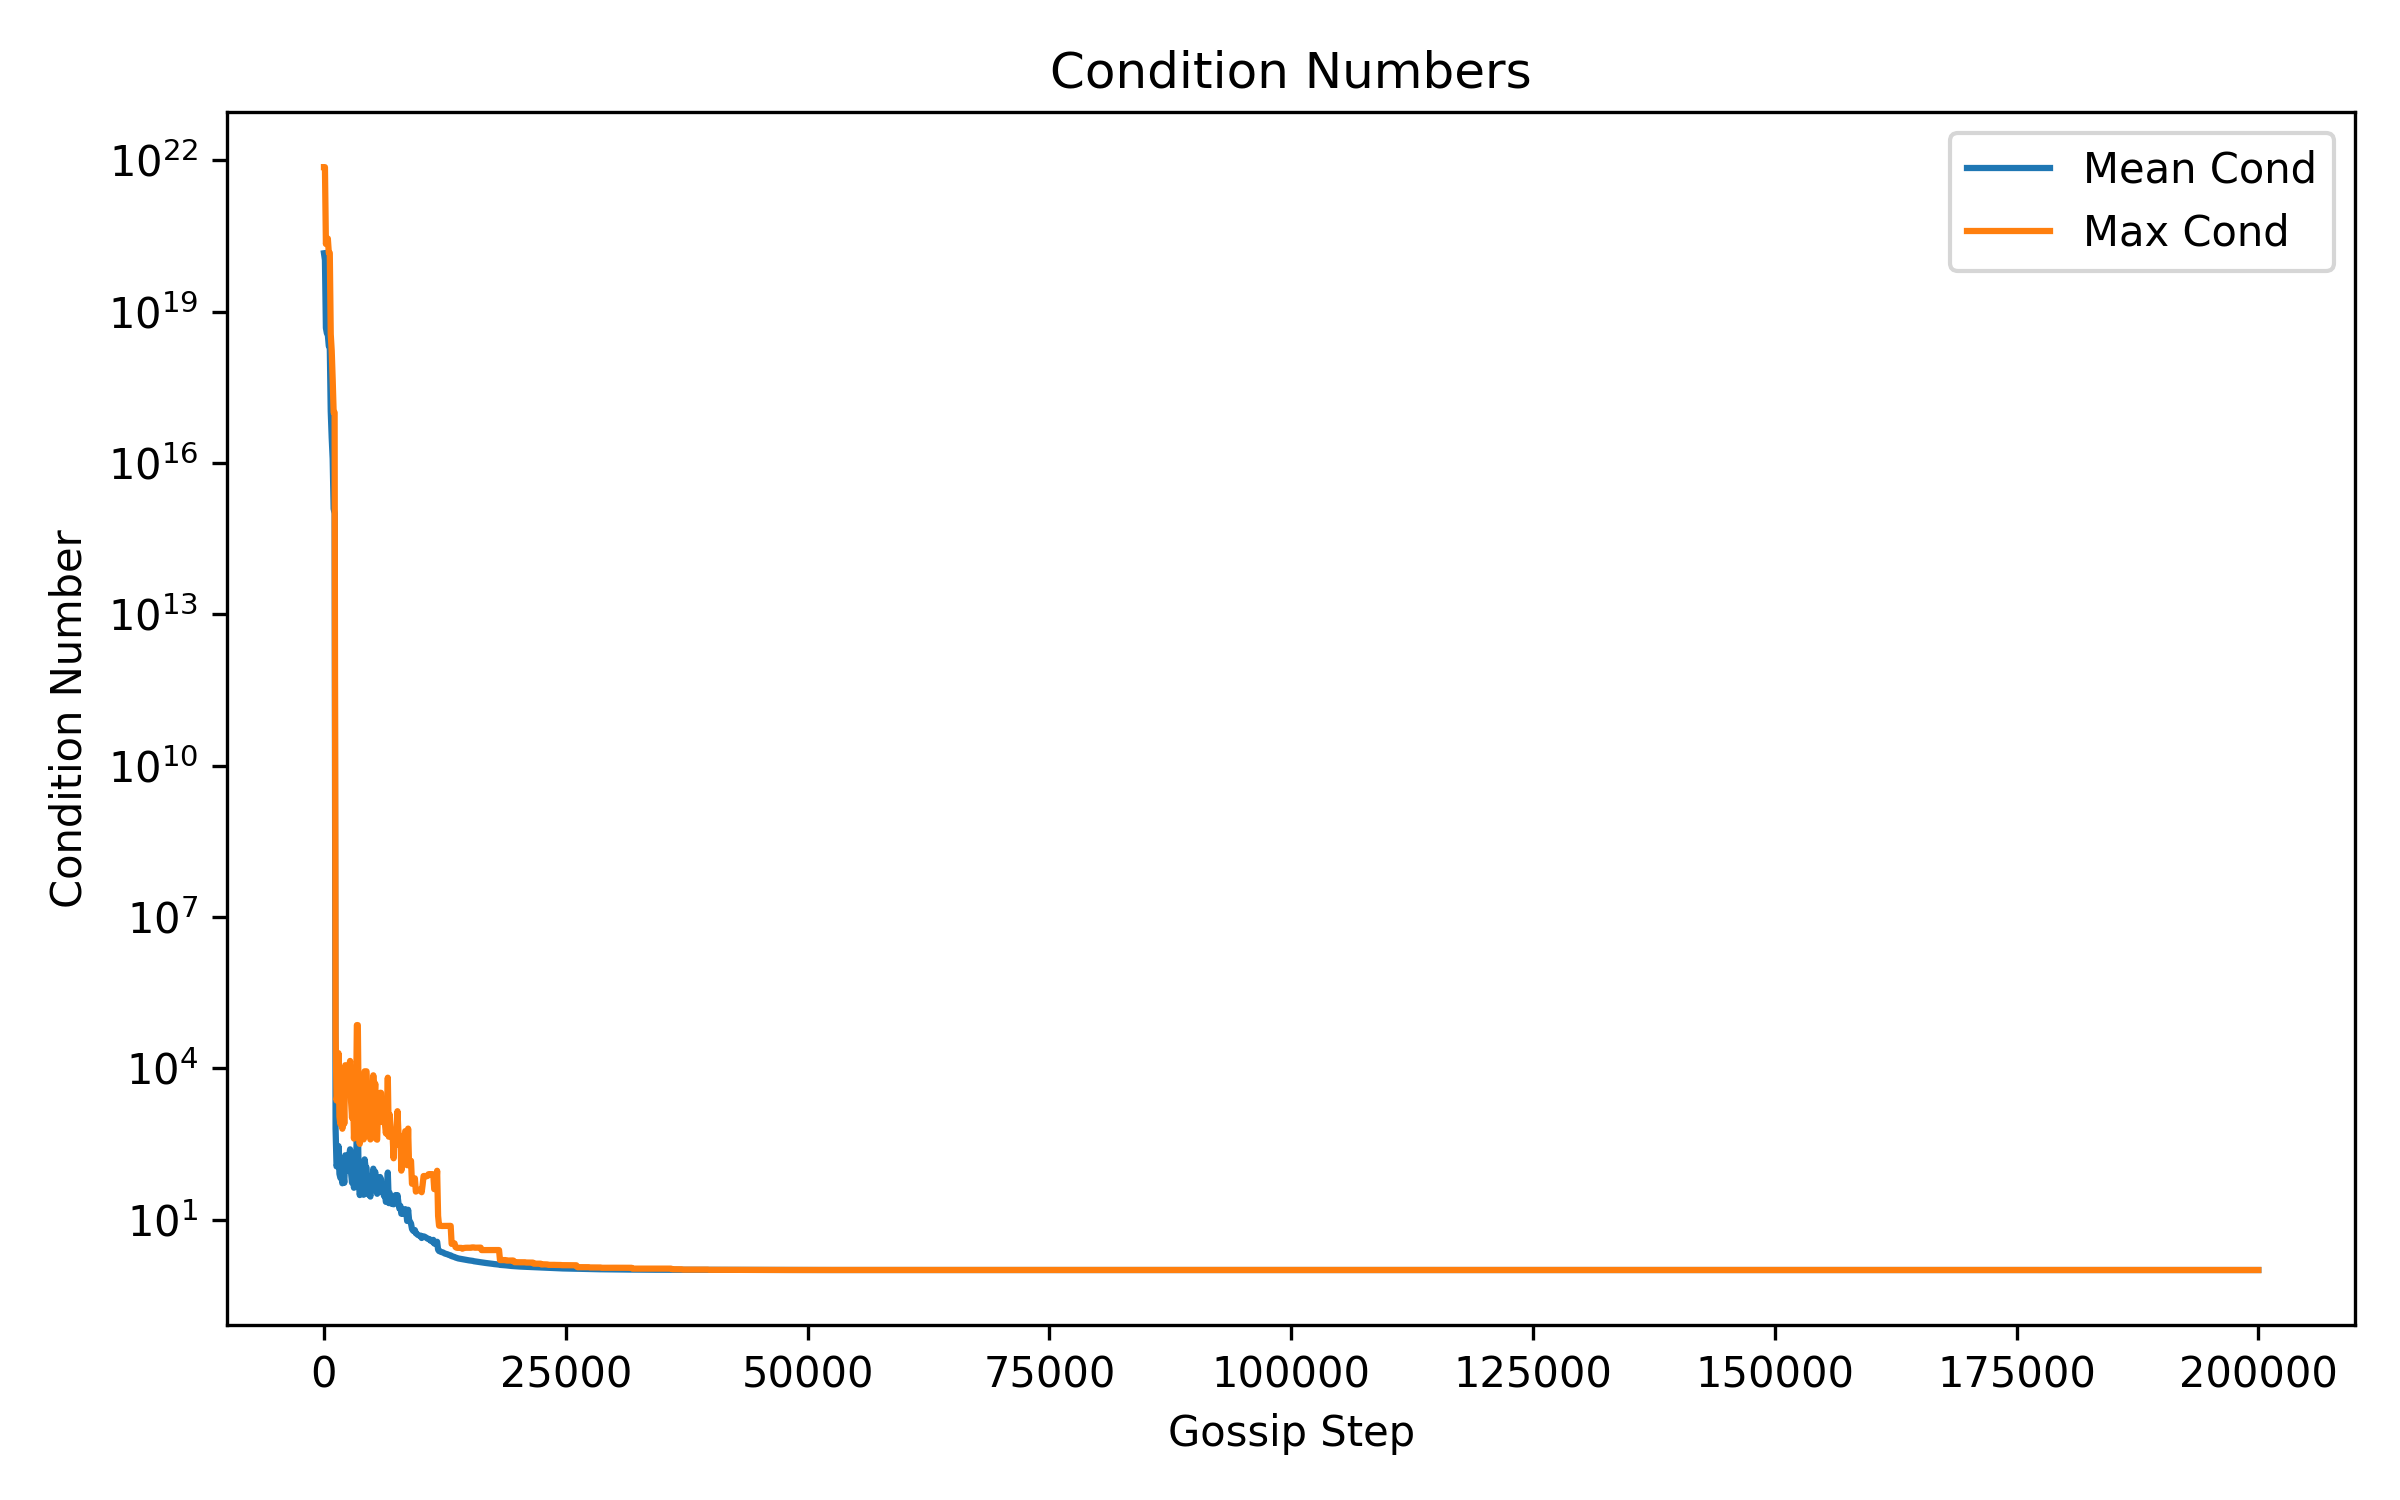 Condition Numbers
Mean Cond
Max Cond
Condition Number
10^22
10^19
10^16
10^13
10^10
10^7
10^4
10^1
0 25000 50000 75000 100000 125000 150000 175000 200000
Gossip Step